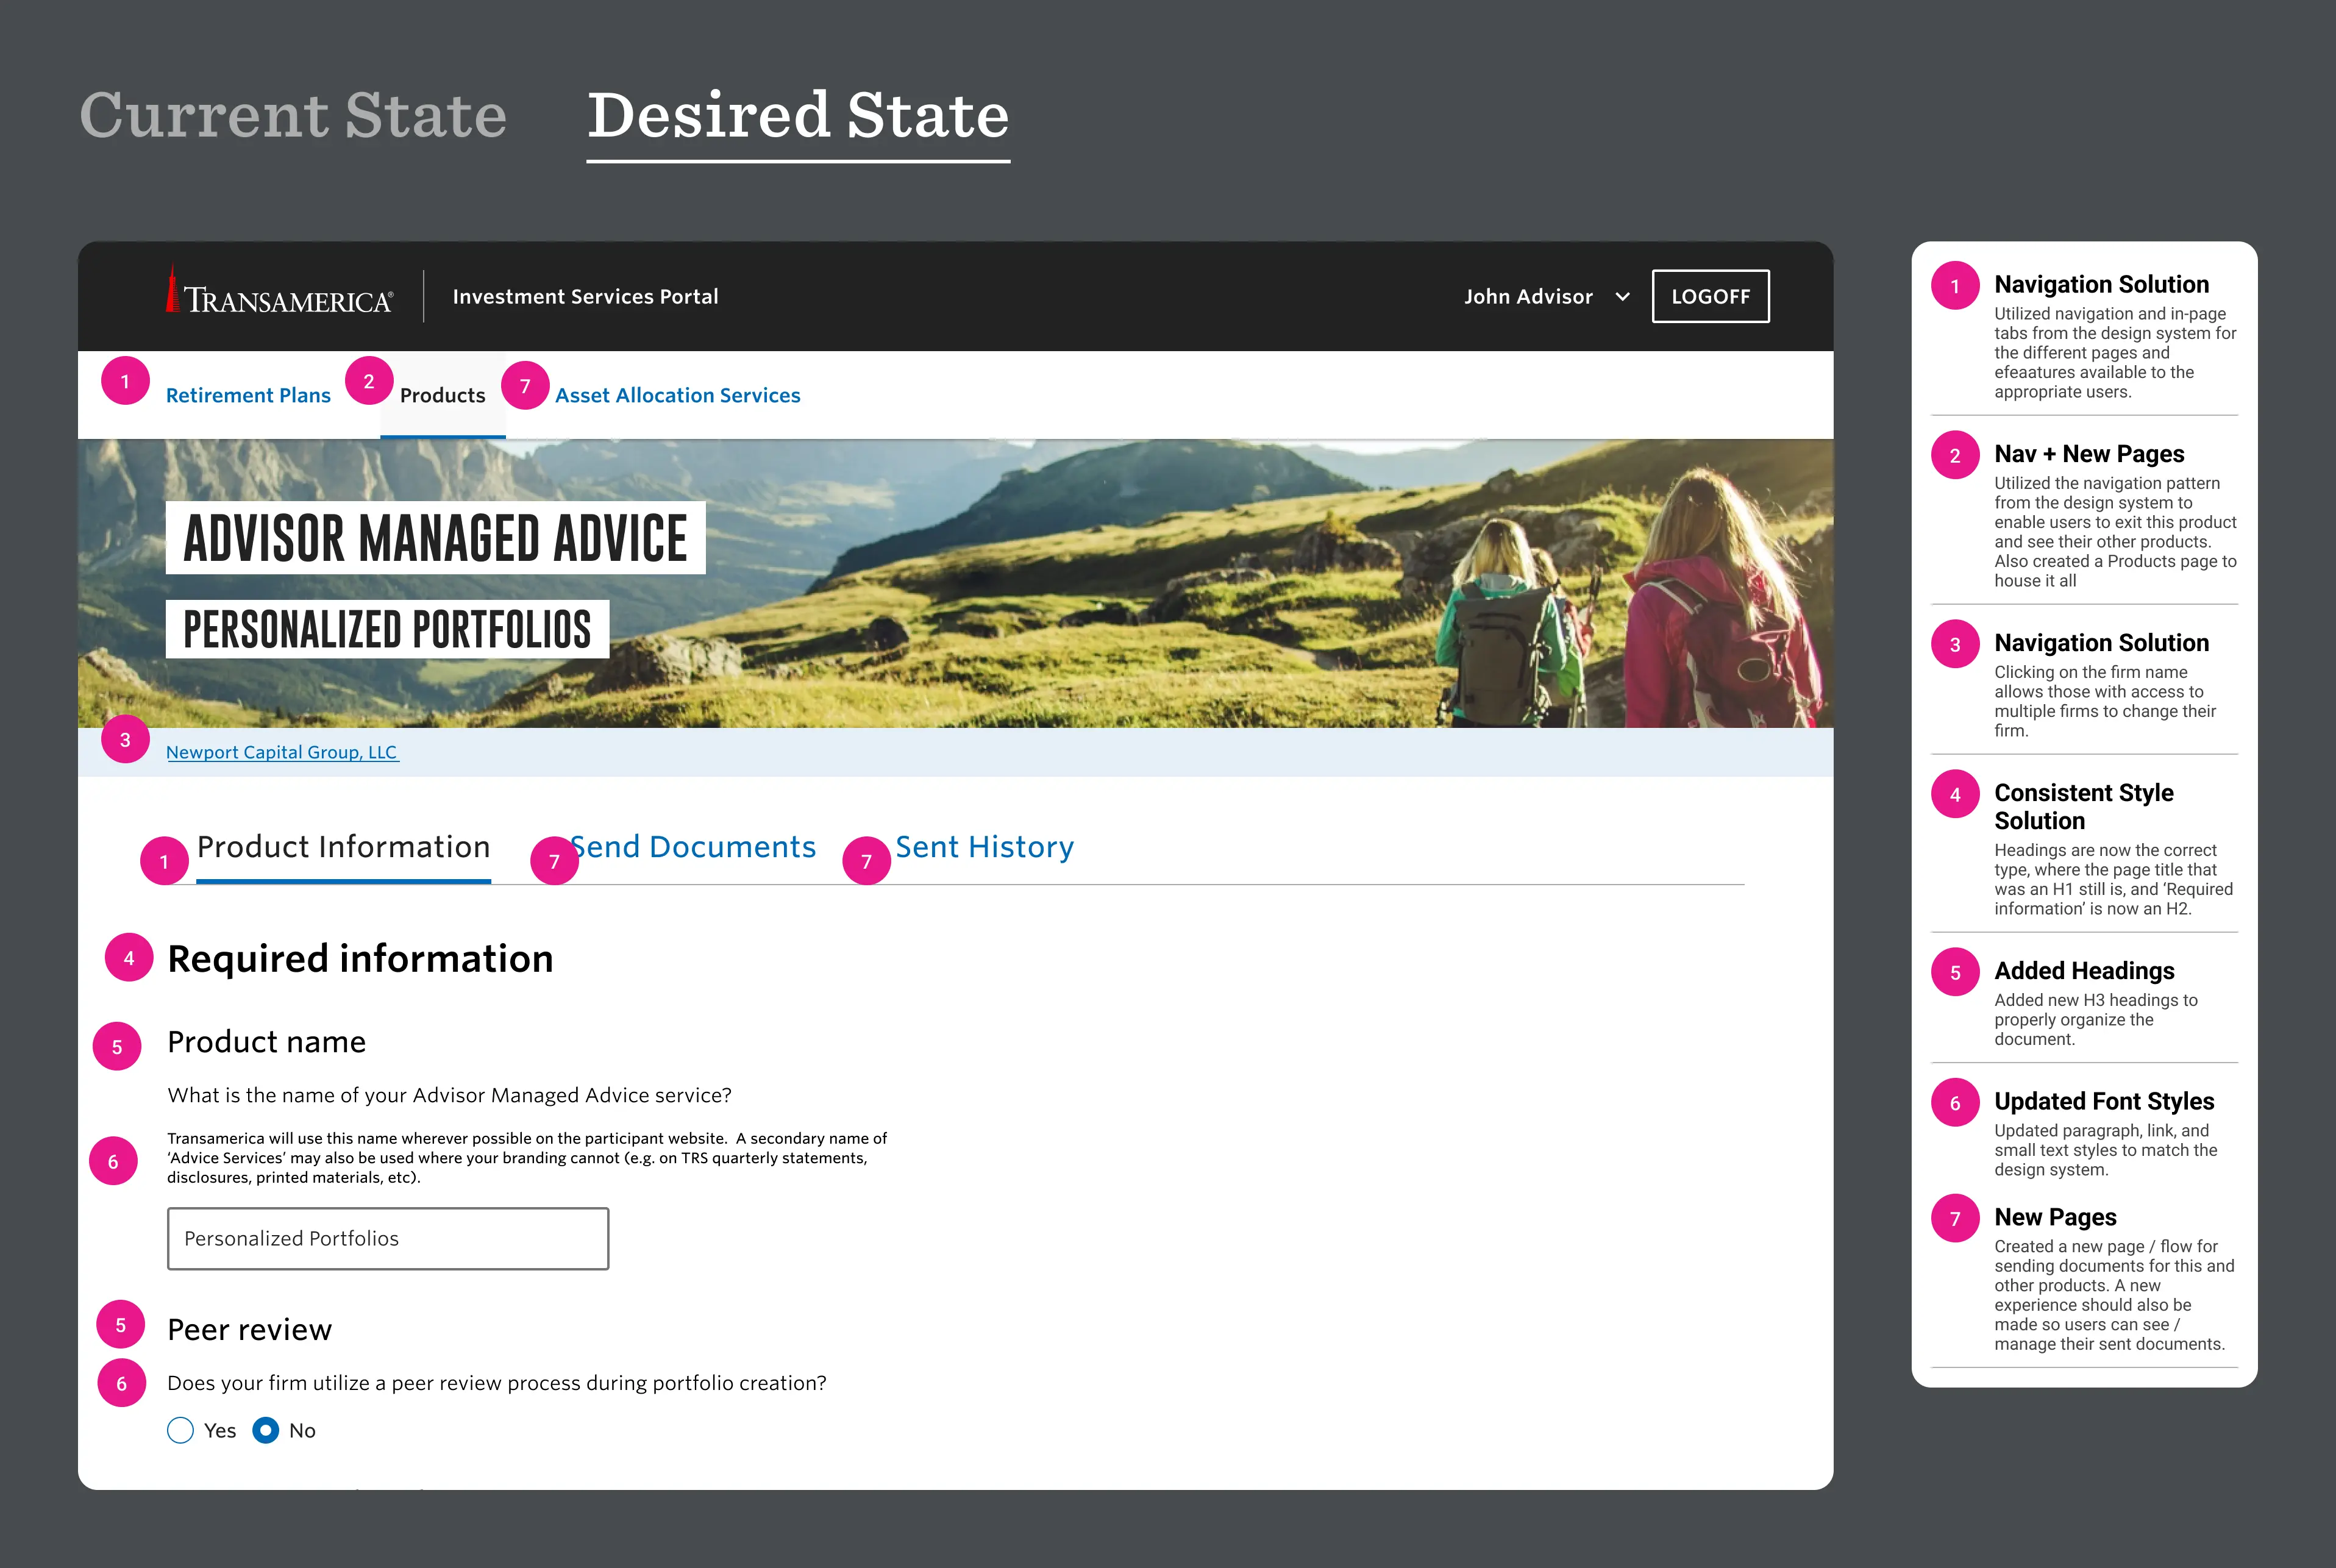 Current State
Desired State
TRANSAMERICA®
Investment Services Portal
John Advisor
LOGOFF
1
Retirement Plans
2
Products
7
Asset Allocation Services
ADVISOR MANAGED ADVICE
PERSONALIZED PORTFOLIOS
3
Newport Capital Group, LLC
1
Product Information
7
Send Documents
7
Sent History
4
Required information
5
Product name
What is the name of your Advisor Managed Advice service?
6
Transamerica will use this name wherever possible on the participant website. A secondary name of
‘Advice Services’ may also be used where your branding cannot (e.g. on TRS quarterly statements,
disclosures, printed materials, etc).
Personalized Portfolios
5
Peer review
6
Does your firm utilize a peer review process during portfolio creation?
Yes
No
1
Navigation Solution
Utilized navigation and in-page
tabs from the design system for
the different pages and
efeaatures available to the
appropriate users.
2
Nav + New Pages
Utilized the navigation pattern
from the design system to
enable users to exit this product
and see their other products.
Also created a Products page to
house it all
3
Navigation Solution
Clicking on the firm name
allows those with access to
multiple firms to change their
firm.
4
Consistent Style
Solution
Headings are now the correct
type, where the page title that
was an H1 still is, and ‘Required
information’ is now an H2.
5
Added Headings
Added new H3 headings to
properly organize the
document.
6
Updated Font Styles
Updated paragraph, link, and
small text styles to match the
design system.
7
New Pages
Created a new page / flow for
sending documents for this and
other products. A new
experience should also be
made so users can see /
manage their sent documents.